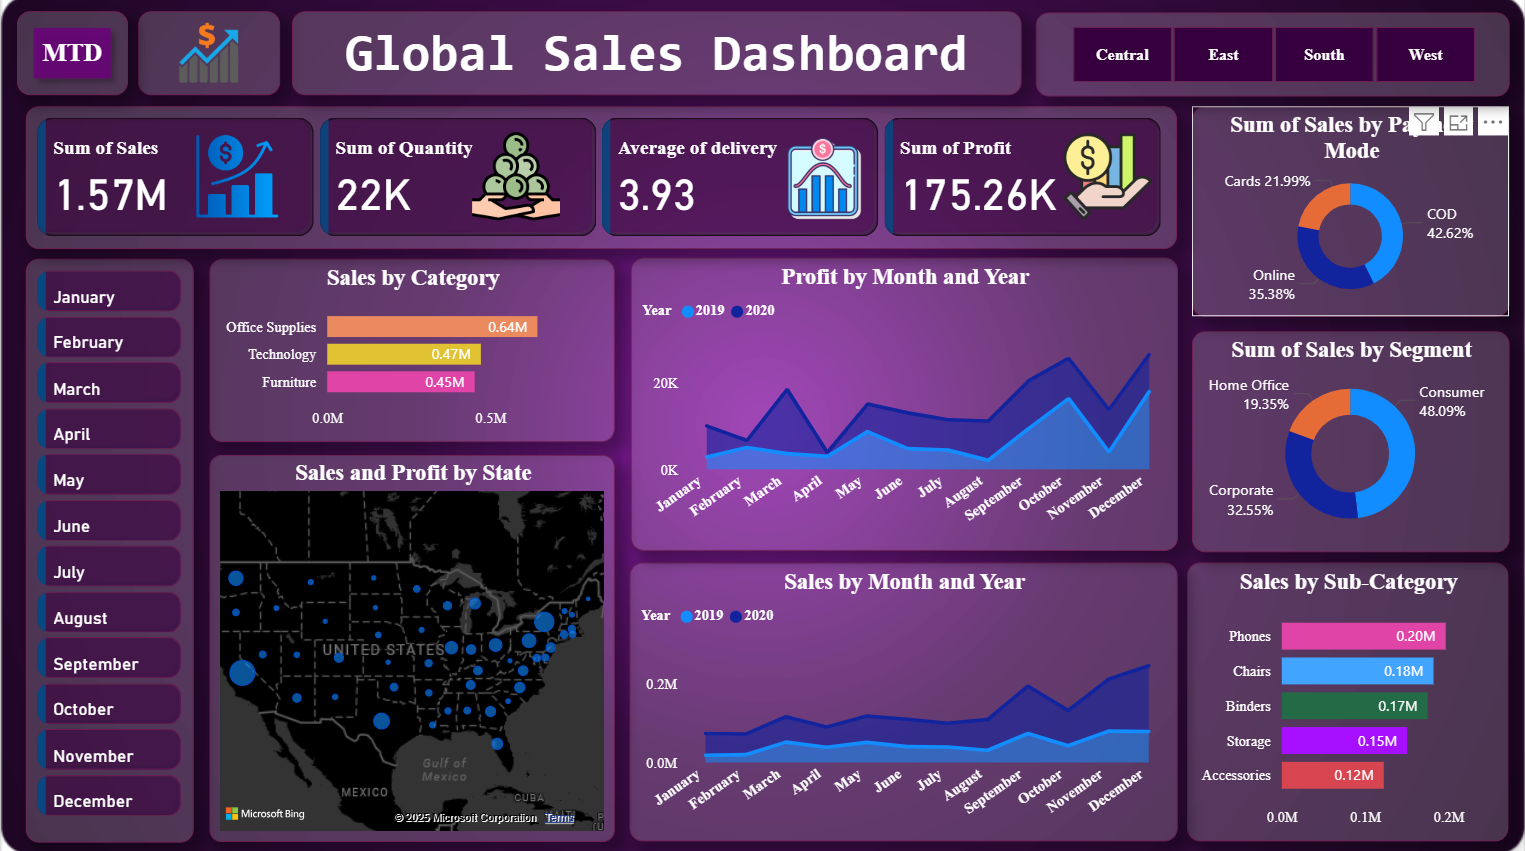 MTD
Global Sales Dashboard
Central
East
South
West
Sum of Sales
1.57M
Sum of Quantity
22K
Average of delivery
3.93
Sum of Profit
175.26K
Sum of Sales by
Mode
Cards 21.99%
COD
42.62%
Online
35.38%
January
February
March
April
May
June
July
August
September
October
November
December
Sales by Category
Office Supplies
0.64M
Technology
0.47M
Furniture
0.45M
0.0M
0.5M
Profit by Month and Year
Year
2019
2020
20K
0K
January
February
March
April
May
June
July
August
September
October
November
December
Sum of Sales by Segment
Home Office
19.35%
Consumer
48.09%
Corporate
32.55%
Sales and Profit by State
UNITED STATES
Gulf of
Mexico
MEXICO
CUBA
Microsoft Bing
© 2025 Microsoft Corporation Terms
Sales by Month and Year
Year
2019
2020
0.2M
0.0M
January
February
March
April
May
June
July
August
September
October
November
December
Sales by Sub-Category
Phones
0.20M
Chairs
0.18M
Binders
0.17M
Storage
0.15M
Accessories
0.12M
0.0M
0.1M
0.2M